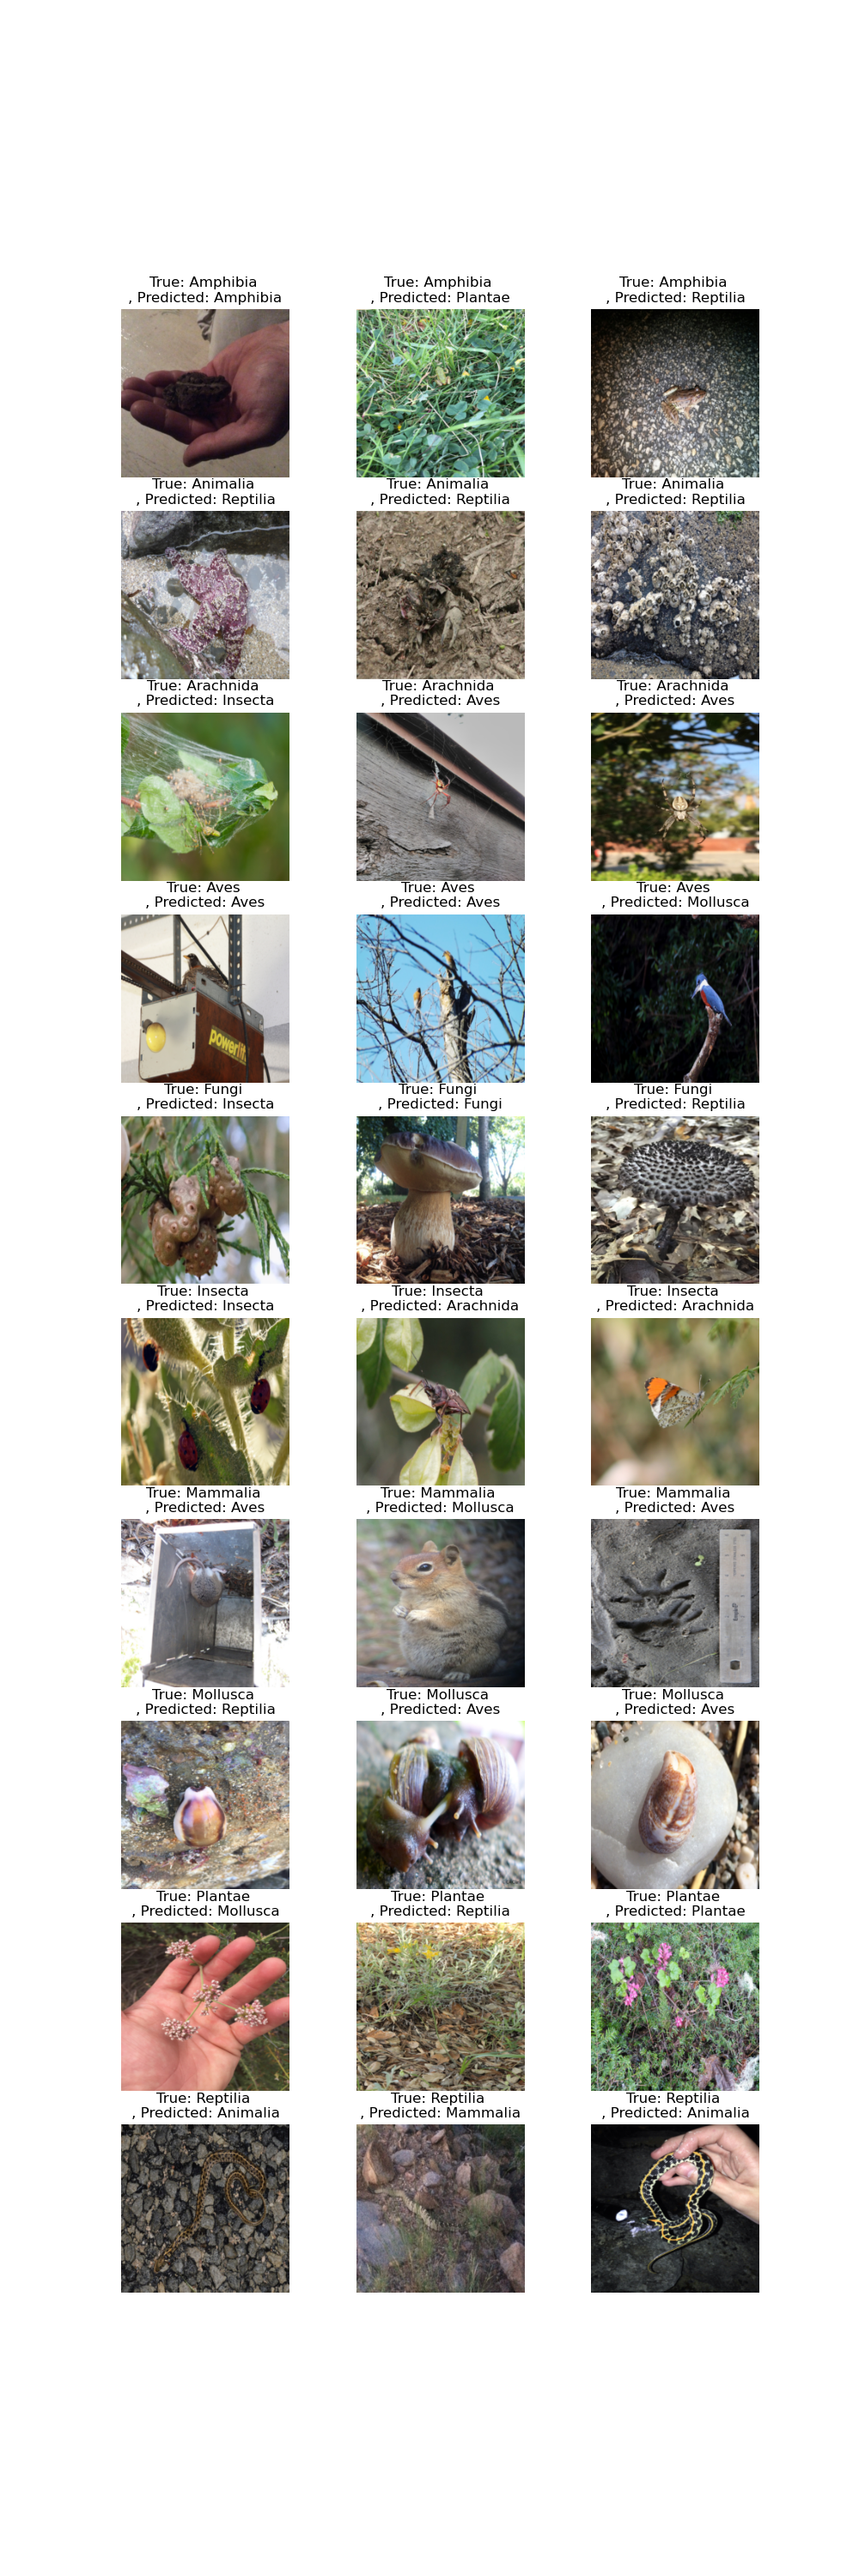 True: Amphibia
, Predicted: Amphibia
True: Amphibia
, Predicted: Plantae
True: Amphibia
, Predicted: Reptilia
True: Animalia
, Predicted: Reptilia
True: Animalia
, Predicted: Reptilia
True: Animalia
, Predicted: Reptilia
True: Arachnida
, Predicted: Insecta
True: Arachnida
, Predicted: Aves
True: Arachnida
, Predicted: Aves
True: Aves
, Predicted: Aves
True: Aves
, Predicted: Aves
True: Aves
, Predicted: Mollusca
True: Fungi
, Predicted: Insecta
True: Fungi
, Predicted: Fungi
True: Fungi
, Predicted: Reptilia
True: Insecta
, Predicted: Insecta
True: Insecta
, Predicted: Arachnida
True: Insecta
, Predicted: Arachnida
True: Mammalia
, Predicted: Aves
True: Mammalia
, Predicted: Mollusca
True: Mammalia
, Predicted: Aves
True: Mollusca
, Predicted: Reptilia
True: Mollusca
, Predicted: Aves
True: Mollusca
, Predicted: Aves
True: Plantae
, Predicted: Mollusca
True: Plantae
, Predicted: Reptilia
True: Plantae
, Predicted: Plantae
True: Reptilia
, Predicted: Animalia
True: Reptilia
, Predicted: Mammalia
True: Reptilia
, Predicted: Animalia